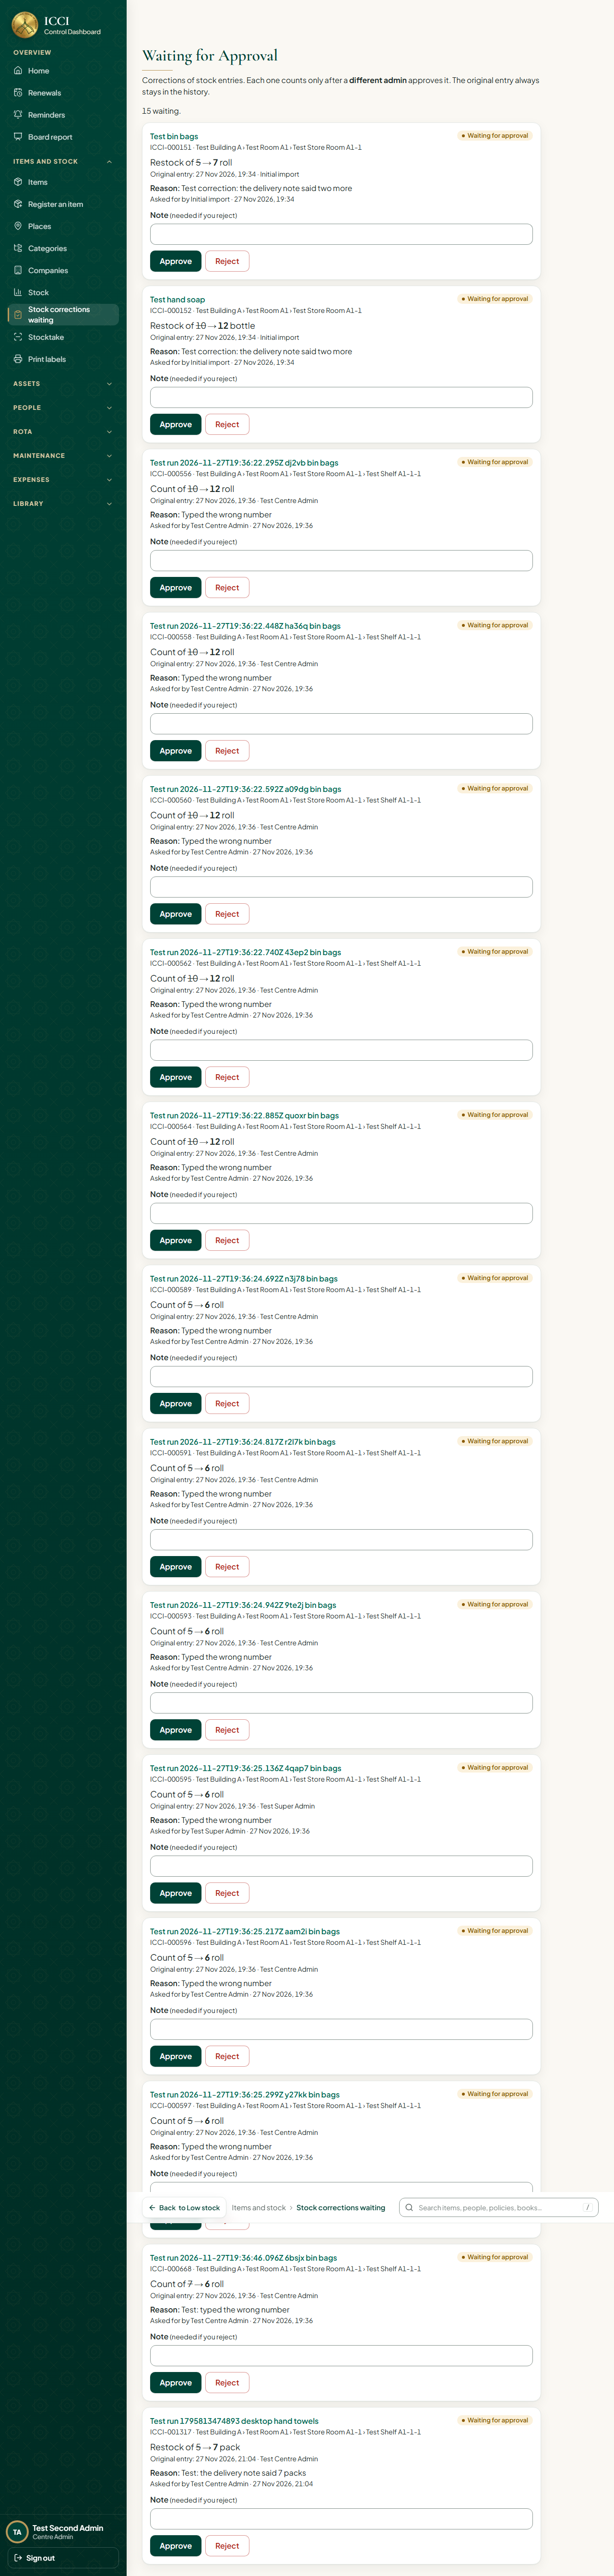 ICCI
Control Dashboard
OVERVIEW
Home
Renewals
Reminders
Board report
ITEMS AND STOCK
Items
Register an item
Places
Categories
Companies
Stock
Stock corrections
waiting
Stocktake
Print labels
ASSETS
PEOPLE
ROTA
MAINTENANCE
EXPENSES
LIBRARY
Waiting for Approval
Corrections of stock entries. Each one counts only after a different admin approves it. The original entry always
stays in the history.
15 waiting.
Test bin bags
Waiting for approval
ICCI-000151 · Test Building A › Test Room A1 › Test Store Room A1-1
Restock of 5 → 7 roll
Original entry: 27 Nov 2026, 19:34 · Initial import
Reason: Test correction: the delivery note said two more
Asked for by Initial import · 27 Nov 2026, 19:34
Note (needed if you reject)
Approve
Reject
Test hand soap
Waiting for approval
ICCI-000152 · Test Building A › Test Room A1 › Test Store Room A1-1
Restock of 10 → 12 bottle
Original entry: 27 Nov 2026, 19:34 · Initial import
Reason: Test correction: the delivery note said two more
Asked for by Initial import · 27 Nov 2026, 19:34
Note (needed if you reject)
Approve
Reject
Test run 2026-11-27T19:36:22.295Z dj2vb bin bags
Waiting for approval
ICCI-000556 · Test Building A › Test Room A1 › Test Store Room A1-1 › Test Shelf A1-1-1
Count of 10 → 12 roll
Original entry: 27 Nov 2026, 19:36 · Test Centre Admin
Reason: Typed the wrong number
Asked for by Test Centre Admin · 27 Nov 2026, 19:36
Note (needed if you reject)
Approve
Reject
Test run 2026-11-27T19:36:22.448Z ha36q bin bags
Waiting for approval
ICCI-000558 · Test Building A › Test Room A1 › Test Store Room A1-1 › Test Shelf A1-1-1
Count of 10 → 12 roll
Original entry: 27 Nov 2026, 19:36 · Test Centre Admin
Reason: Typed the wrong number
Asked for by Test Centre Admin · 27 Nov 2026, 19:36
Note (needed if you reject)
Approve
Reject
Test run 2026-11-27T19:36:22.592Z a09dg bin bags
Waiting for approval
ICCI-000560 · Test Building A › Test Room A1 › Test Store Room A1-1 › Test Shelf A1-1-1
Count of 10 → 12 roll
Original entry: 27 Nov 2026, 19:36 · Test Centre Admin
Reason: Typed the wrong number
Asked for by Test Centre Admin · 27 Nov 2026, 19:36
Note (needed if you reject)
Approve
Reject
Test run 2026-11-27T19:36:22.740Z 43ep2 bin bags
Waiting for approval
ICCI-000562 · Test Building A › Test Room A1 › Test Store Room A1-1 › Test Shelf A1-1-1
Count of 10 → 12 roll
Original entry: 27 Nov 2026, 19:36 · Test Centre Admin
Reason: Typed the wrong number
Asked for by Test Centre Admin · 27 Nov 2026, 19:36
Note (needed if you reject)
Approve
Reject
Test run 2026-11-27T19:36:22.885Z quoxr bin bags
Waiting for approval
ICCI-000564 · Test Building A › Test Room A1 › Test Store Room A1-1 › Test Shelf A1-1-1
Count of 10 → 12 roll
Original entry: 27 Nov 2026, 19:36 · Test Centre Admin
Reason: Typed the wrong number
Asked for by Test Centre Admin · 27 Nov 2026, 19:36
Note (needed if you reject)
Approve
Reject
Test run 2026-11-27T19:36:24.692Z n3j78 bin bags
Waiting for approval
ICCI-000589 · Test Building A › Test Room A1 › Test Store Room A1-1 › Test Shelf A1-1-1
Count of 5 → 6 roll
Original entry: 27 Nov 2026, 19:36 · Test Centre Admin
Reason: Typed the wrong number
Asked for by Test Centre Admin · 27 Nov 2026, 19:36
Note (needed if you reject)
Approve
Reject
Test run 2026-11-27T19:36:24.817Z r2l7k bin bags
Waiting for approval
ICCI-000591 · Test Building A › Test Room A1 › Test Store Room A1-1 › Test Shelf A1-1-1
Count of 5 → 6 roll
Original entry: 27 Nov 2026, 19:36 · Test Centre Admin
Reason: Typed the wrong number
Asked for by Test Centre Admin · 27 Nov 2026, 19:36
Note (needed if you reject)
Approve
Reject
Test run 2026-11-27T19:36:24.942Z 9te2j bin bags
Waiting for approval
ICCI-000593 · Test Building A › Test Room A1 › Test Store Room A1-1 › Test Shelf A1-1-1
Count of 5 → 6 roll
Original entry: 27 Nov 2026, 19:36 · Test Centre Admin
Reason: Typed the wrong number
Asked for by Test Centre Admin · 27 Nov 2026, 19:36
Note (needed if you reject)
Approve
Reject
Test run 2026-11-27T19:36:25.136Z 4qap7 bin bags
Waiting for approval
ICCI-000595 · Test Building A › Test Room A1 › Test Store Room A1-1 › Test Shelf A1-1-1
Count of 5 → 6 roll
Original entry: 27 Nov 2026, 19:36 · Test Super Admin
Reason: Typed the wrong number
Asked for by Test Super Admin · 27 Nov 2026, 19:36
Note (needed if you reject)
Approve
Reject
Test run 2026-11-27T19:36:25.217Z aam2i bin bags
Waiting for approval
ICCI-000596 · Test Building A › Test Room A1 › Test Store Room A1-1 › Test Shelf A1-1-1
Count of 5 → 6 roll
Original entry: 27 Nov 2026, 19:36 · Test Centre Admin
Reason: Typed the wrong number
Asked for by Test Centre Admin · 27 Nov 2026, 19:36
Note (needed if you reject)
Approve
Reject
Test run 2026-11-27T19:36:25.299Z y27kk bin bags
Waiting for approval
ICCI-000597 · Test Building A › Test Room A1 › Test Store Room A1-1 › Test Shelf A1-1-1
Count of 5 → 6 roll
Original entry: 27 Nov 2026, 19:36 · Test Centre Admin
Reason: Typed the wrong number
Asked for by Test Centre Admin · 27 Nov 2026, 19:36
Note (needed if you reject)
Back to Low stock
Items and stock › Stock corrections waiting
Search items, people, policies, books...
/
Test run 2026-11-27T19:36:46.096Z 6bsjx bin bags
Waiting for approval
ICCI-000668 · Test Building A › Test Room A1 › Test Store Room A1-1 › Test Shelf A1-1-1
Count of 7 → 6 roll
Original entry: 27 Nov 2026, 19:36 · Test Centre Admin
Reason: Test: typed the wrong number
Asked for by Test Centre Admin · 27 Nov 2026, 19:36
Note (needed if you reject)
Approve
Reject
Test run 1795813474893 desktop hand towels
Waiting for approval
ICCI-001317 · Test Building A › Test Room A1 › Test Store Room A1-1 › Test Shelf A1-1-1
Restock of 5 → 7 pack
Original entry: 27 Nov 2026, 21:04 · Test Centre Admin
Reason: Test: the delivery note said 7 packs
Asked for by Test Centre Admin · 27 Nov 2026, 21:04
Note (needed if you reject)
Approve
Reject
TA
Test Second Admin
Centre Admin
Sign out